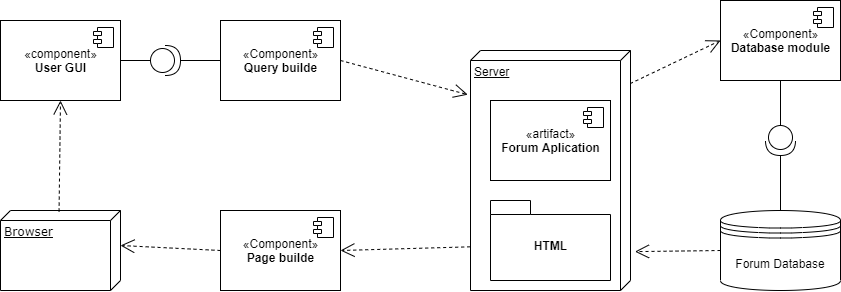 «component»
User GUI
«Component»
Query builde
Server
«artifact»
Forum Aplication
HTML
«Component»
Database module
Browser
«Component»
Page builde
Forum Database